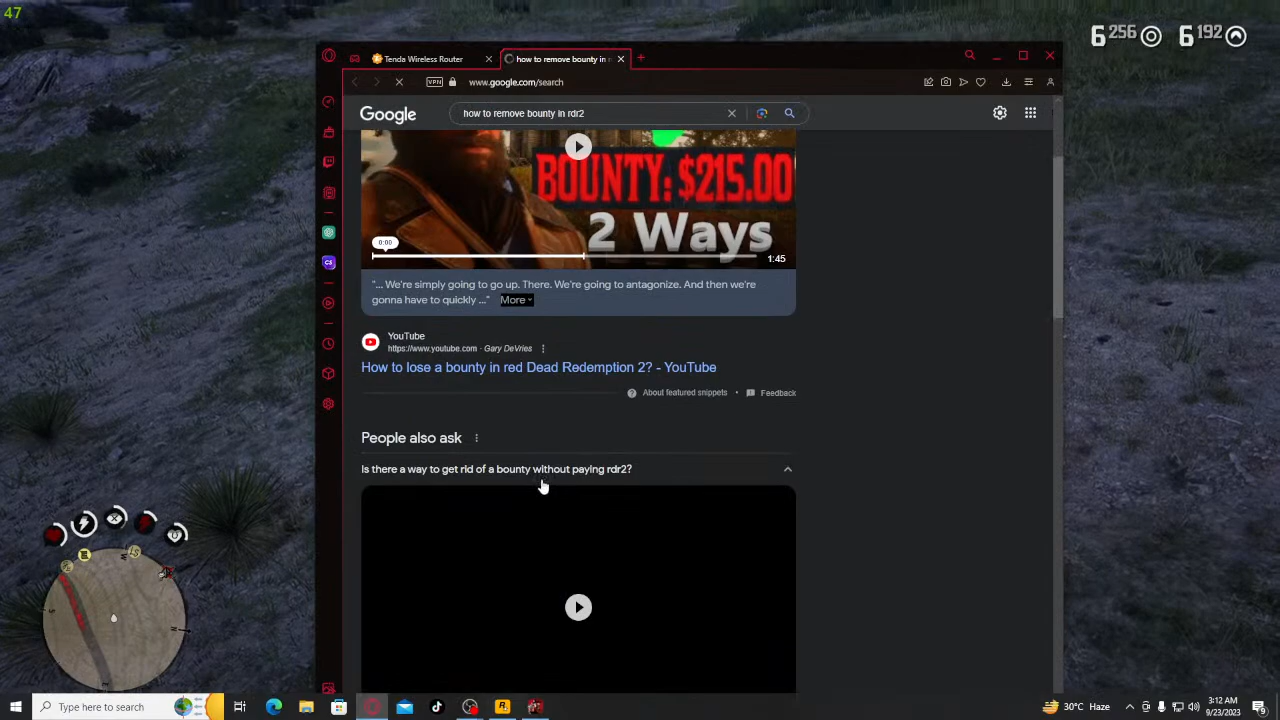 47
6 256 6 192
Tenda Wireless Router
how to remove bounty in r
VPN
www.google.com/search
Google
how to remove bounty in rdr2
BOUNTY: $215.00
2 Ways
0:00
1:45
"... We're simply going to go up. There. We're going to antagonize. And then we're
gonna have to quickly ..." More
YouTube
https://www.youtube.com · Gary DeVries
How to lose a bounty in red Dead Redemption 2? - YouTube
About featured snippets • Feedback
People also ask
Is there a way to get rid of a bounty without paying rdr2?
W
S
N
Type here to search
30°C Haze
3:12 AM
9/23/2023